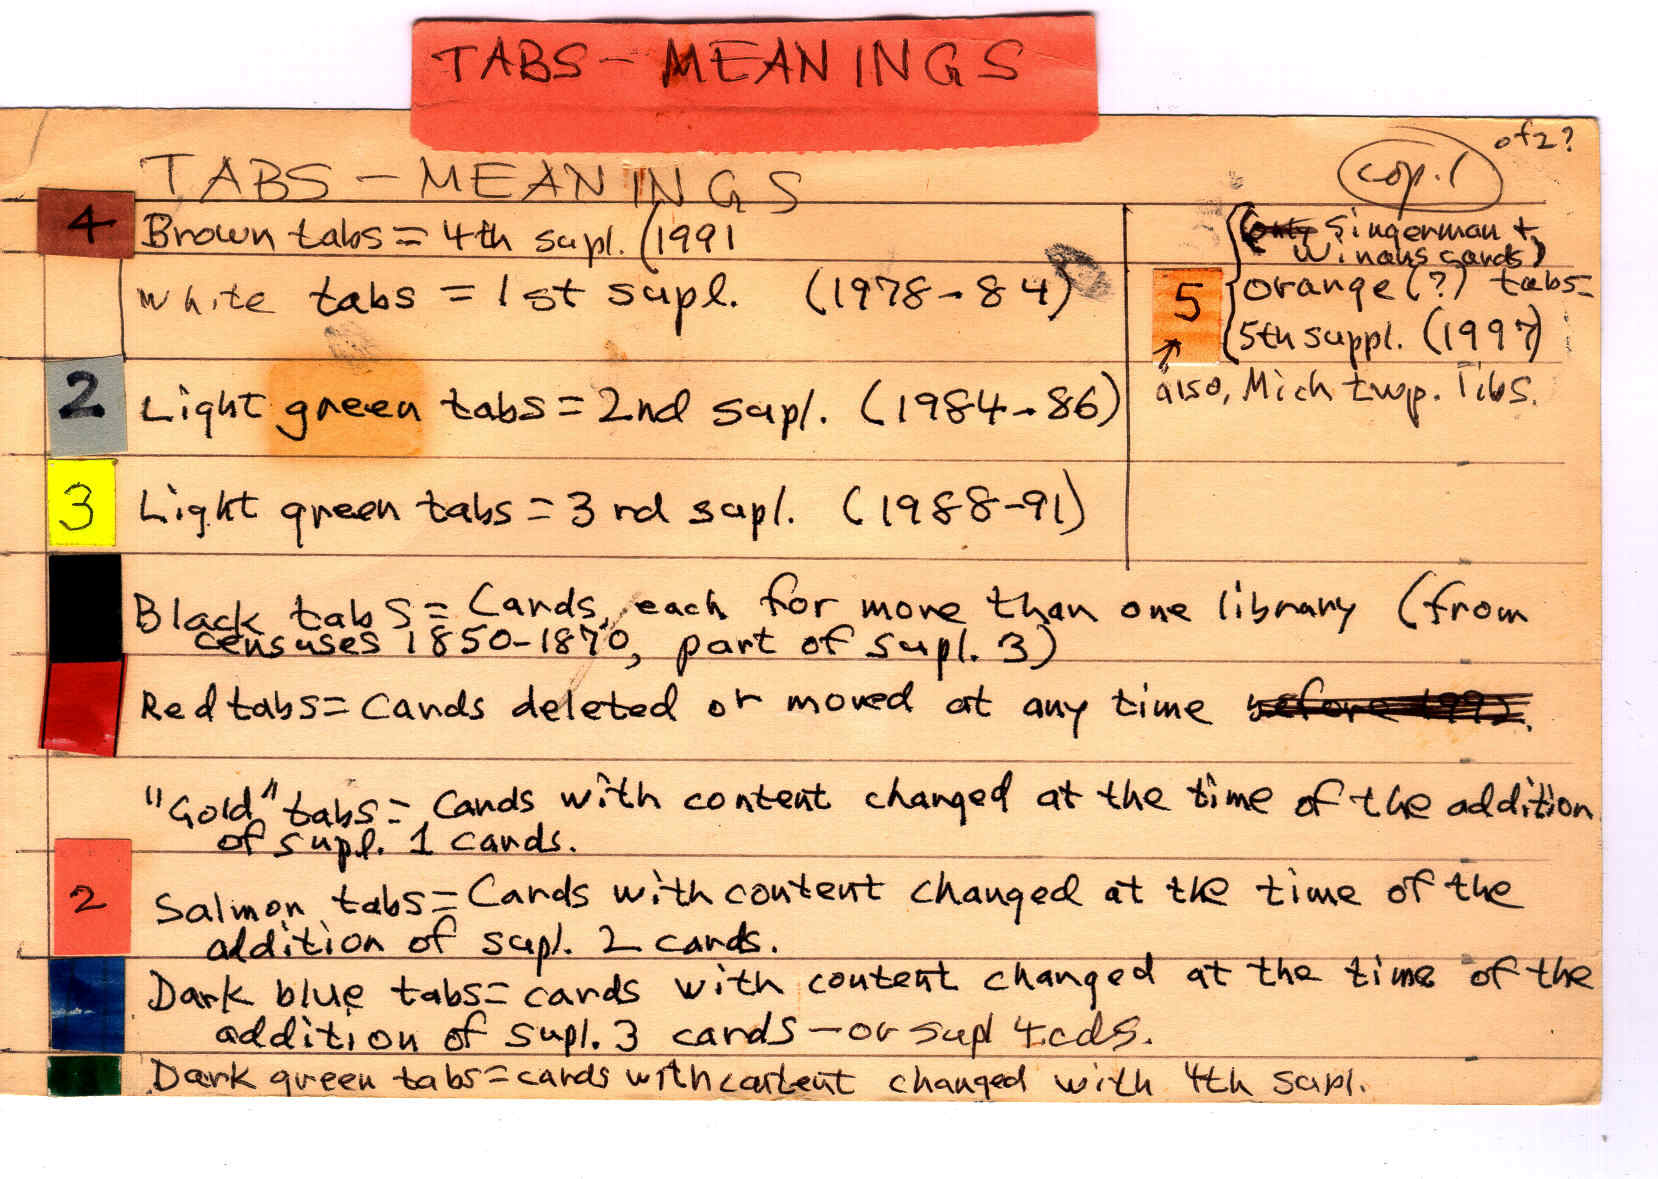 TABS - MEANINGS
of 2?
cop. 1
TABS - MEANINGS
4 Brown tabs = 4th supl. (1991
White tabs = 1st supl. (1978-84)
2 Light green tabs = 2nd supl. (1984-86)
3 Light green tabs = 3rd supl. (1988-91)
(only Singerman +
Winans cards)
5 orange (?) tabs =
5th suppl. (1997)
also, Mich twp. libs.
Black tabs = Cards, each for more than one library (from
censuses 1850-1870, part of supl. 3)
Red tabs = Cards deleted or moved at any time before 1992.
"Gold" tabs = Cards with content changed at the time of the addition
of supl. 1 cards.
2 Salmon tabs = Cards with content changed at the time of the
addition of supl. 2 cards.
Dark blue tabs = cards with content changed at the time of the
addition of supl. 3 cards - or supl 4 cds.
Dark green tabs = cards with content changed with 4th supl.